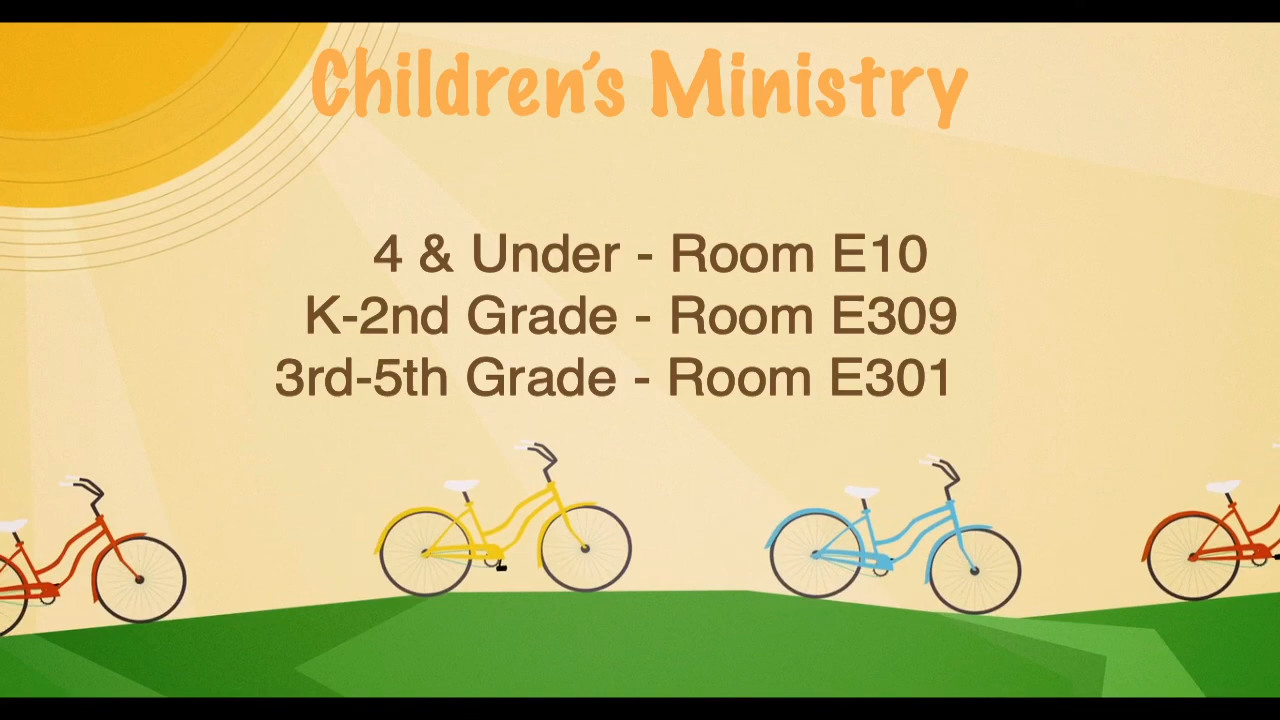 Children's Ministry
4 & Under - Room E10
K-2nd Grade - Room E309
3rd-5th Grade - Room E301